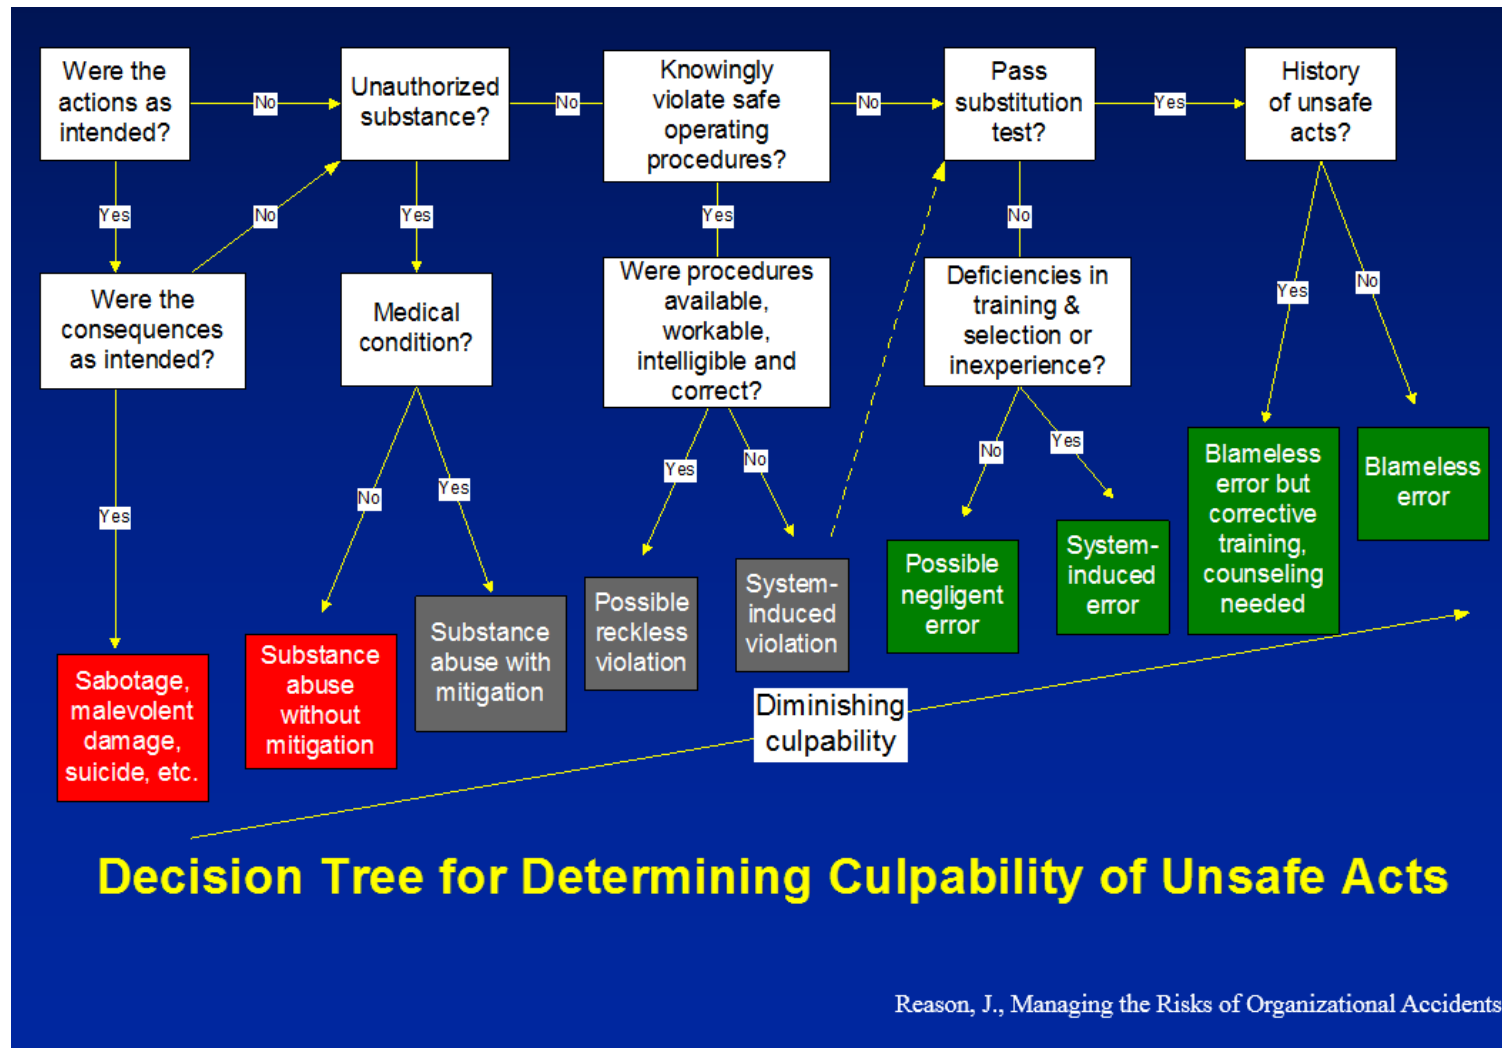 Were the
actions as
intended?
No
Unauthorized
substance?
No
Knowingly
violate safe
operating
procedures?
No
Pass
substitution
test?
Yes
History
of unsafe
acts?
Yes
No
Yes
Yes
No
Were the
consequences
as intended?
Medical
condition?
Were procedures
available,
workable,
intelligible and
correct?
Deficiencies in
training &
selection or
inexperience?
Yes
No
Yes
No
Yes
Yes
No
No
Yes
Sabotage,
malevolent
damage,
suicide, etc.
Substance
abuse
without
mitigation
Substance
abuse with
mitigation
Possible
reckless
violation
System-
induced
violation
Possible
negligent
error
System-
induced
error
Blameless
error but
corrective
training,
counseling
needed
Blameless
error
Diminishing
culpability
Decision Tree for Determining Culpability of Unsafe Acts
Reason, J., Managing the Risks of Organizational Accidents